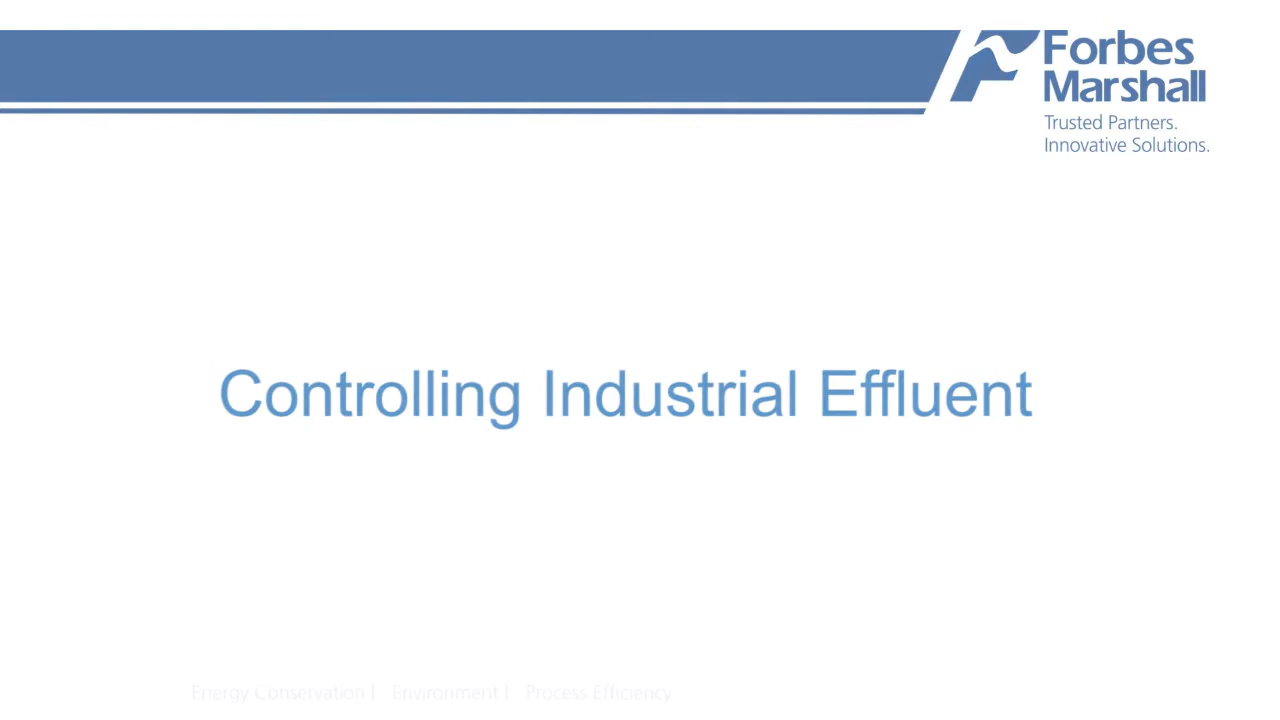 Forbes
Marshall
Trusted Partners.
Innovative Solutions.
Controlling Industrial Effluent
Energy Conservation | Environment | Process Efficiency